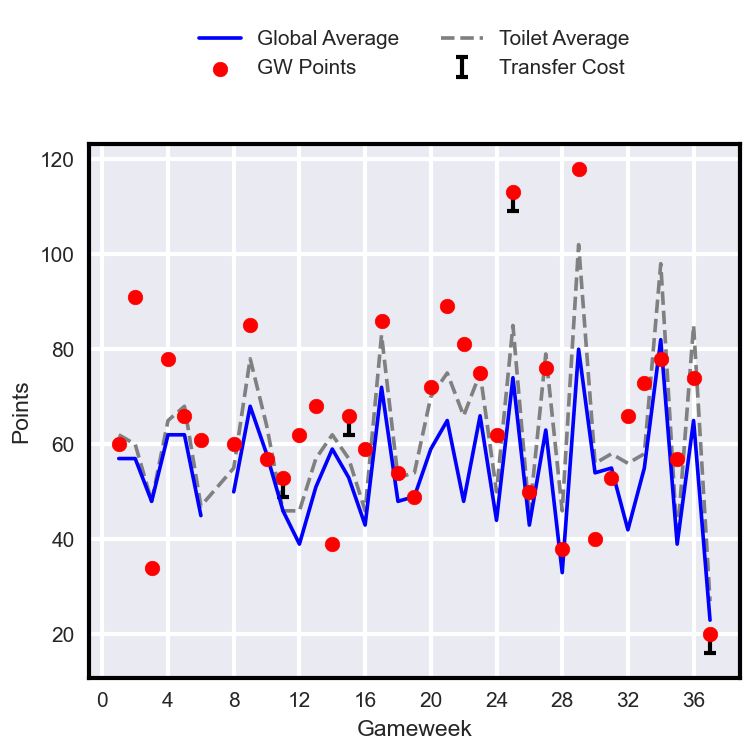 Global Average
Toilet Average
GW Points
Transfer Cost
120
100
80
60
40
20
Points
0 4 8 12 16 20 24 28 32 36
Gameweek